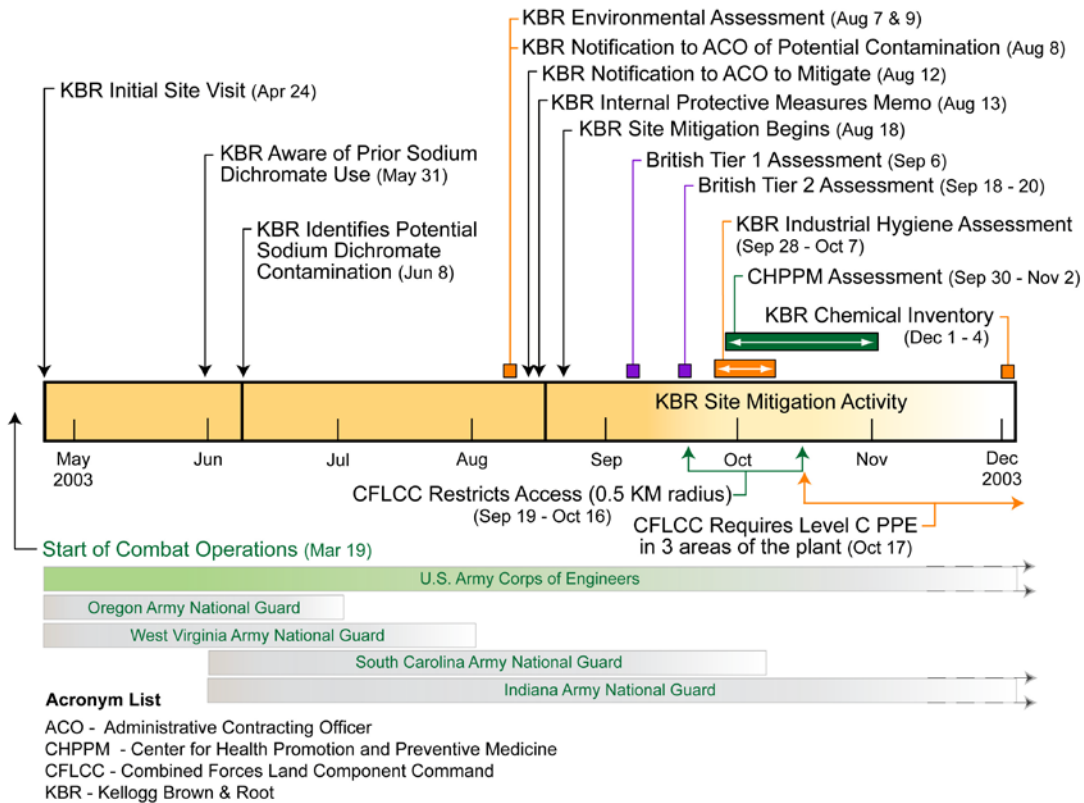 KBR Environmental Assessment (Aug 7 & 9)
KBR Notification to ACO of Potential Contamination (Aug 8)
KBR Notification to ACO to Mitigate (Aug 12)
KBR Initial Site Visit (Apr 24)
KBR Internal Protective Measures Memo (Aug 13)
KBR Site Mitigation Begins (Aug 18)
KBR Aware of Prior Sodium
Dichromate Use (May 31)
British Tier 1 Assessment (Sep 6)
British Tier 2 Assessment (Sep 18 - 20)
KBR Identifies Potential
Sodium Dichromate
Contamination (Jun 8)
KBR Industrial Hygiene Assessment
(Sep 28 - Oct 7)
CHPPM Assessment (Sep 30 - Nov 2)
KBR Chemical Inventory
(Dec 1 - 4)
KBR Site Mitigation Activity
May
2003
Jun
Jul
Aug
Sep
Oct
Nov
Dec
2003
CFLCC Restricts Access (0.5 KM radius)
(Sep 19 - Oct 16)
CFLCC Requires Level C PPE
in 3 areas of the plant (Oct 17)
Start of Combat Operations (Mar 19)
U.S. Army Corps of Engineers
Oregon Army National Guard
West Virginia Army National Guard
South Carolina Army National Guard
Indiana Army National Guard
Acronym List
ACO - Administrative Contracting Officer
CHPPM - Center for Health Promotion and Preventive Medicine
CFLCC - Combined Forces Land Component Command
KBR - Kellogg Brown & Root